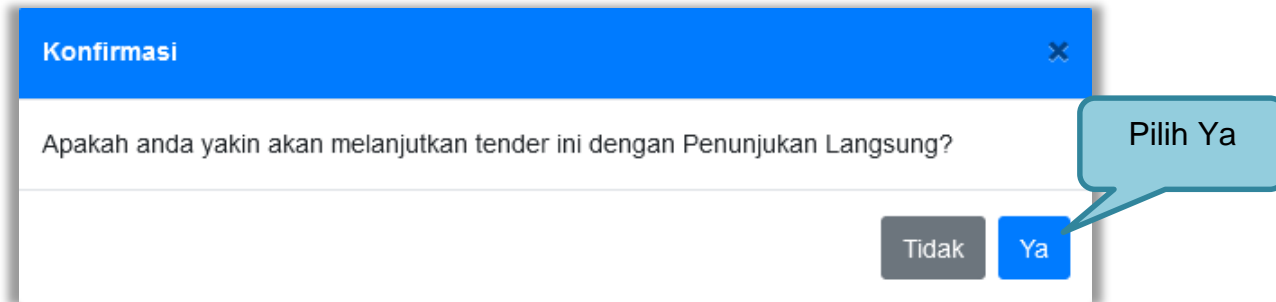 Konfirmasi
Apakah anda yakin akan melanjutkan tender ini dengan Penunjukan Langsung?
Pilih Ya
Tidak
Ya